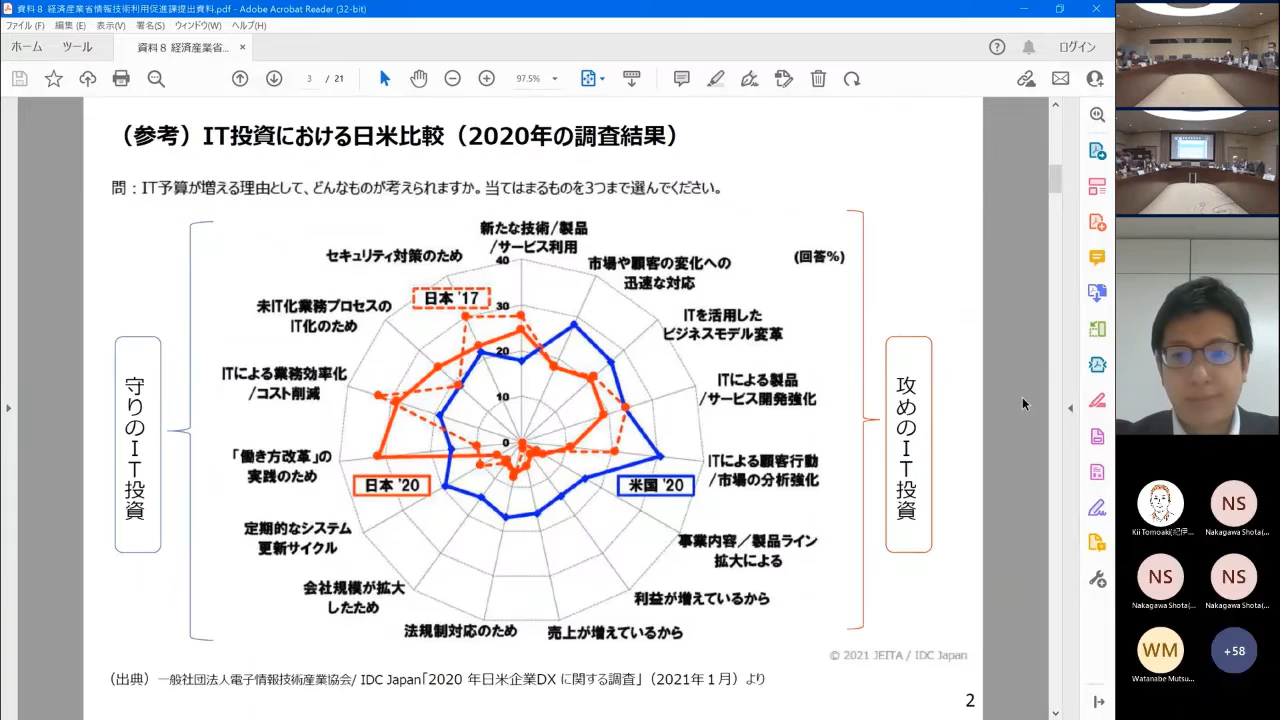 資料８ 経済産業省情報技術利用促進課提出資料.pdf - Adobe Acrobat Reader (32-bit)
ファイル(F) 編集(E) 表示(V) 署名(S) ウィンドウ(W) ヘルプ(H)
ホーム ツール 資料８ 経済産業省... × ログイン
3 / 21 97.5%
（参考）IT投資における日米比較（2020年の調査結果）
問：IT予算が増える理由として、どんなものが考えられますか。当てはまるものを3つまで選んでください。
新たな技術/製品
/サービス利用
セキュリティ対策のため
市場や顧客の変化への
迅速な対応
(回答%)
40
日本 '17
未IT化業務プロセスの
IT化のため
30
ITを活用した
ビジネスモデル変革
20
ITによる業務効率化
/コスト削減
ITによる製品
/サービス開発強化
10
守りのIT投資
攻めのIT投資
0
「働き方改革」の
実践のため
ITによる顧客行動
/市場の分析強化
日本 '20
米国 '20
定期的なシステム
更新サイクル
事業内容／製品ライン
拡大による
会社規模が拡大
したため
利益が増えているから
法規制対応のため
売上が増えているから
© 2021 JEITA / IDC Japan
（出典）一般社団法人電子情報技術産業協会/ IDC Japan「2020 年日米企業DX に関する調査」（2021年１月）より
2
NS
Kii Tomoaki(紀伊... Nakagawa Shota(...
NS NS
Nakagawa Shota(... Nakagawa Shota(...
WM +58
Watanabe Mutsu...